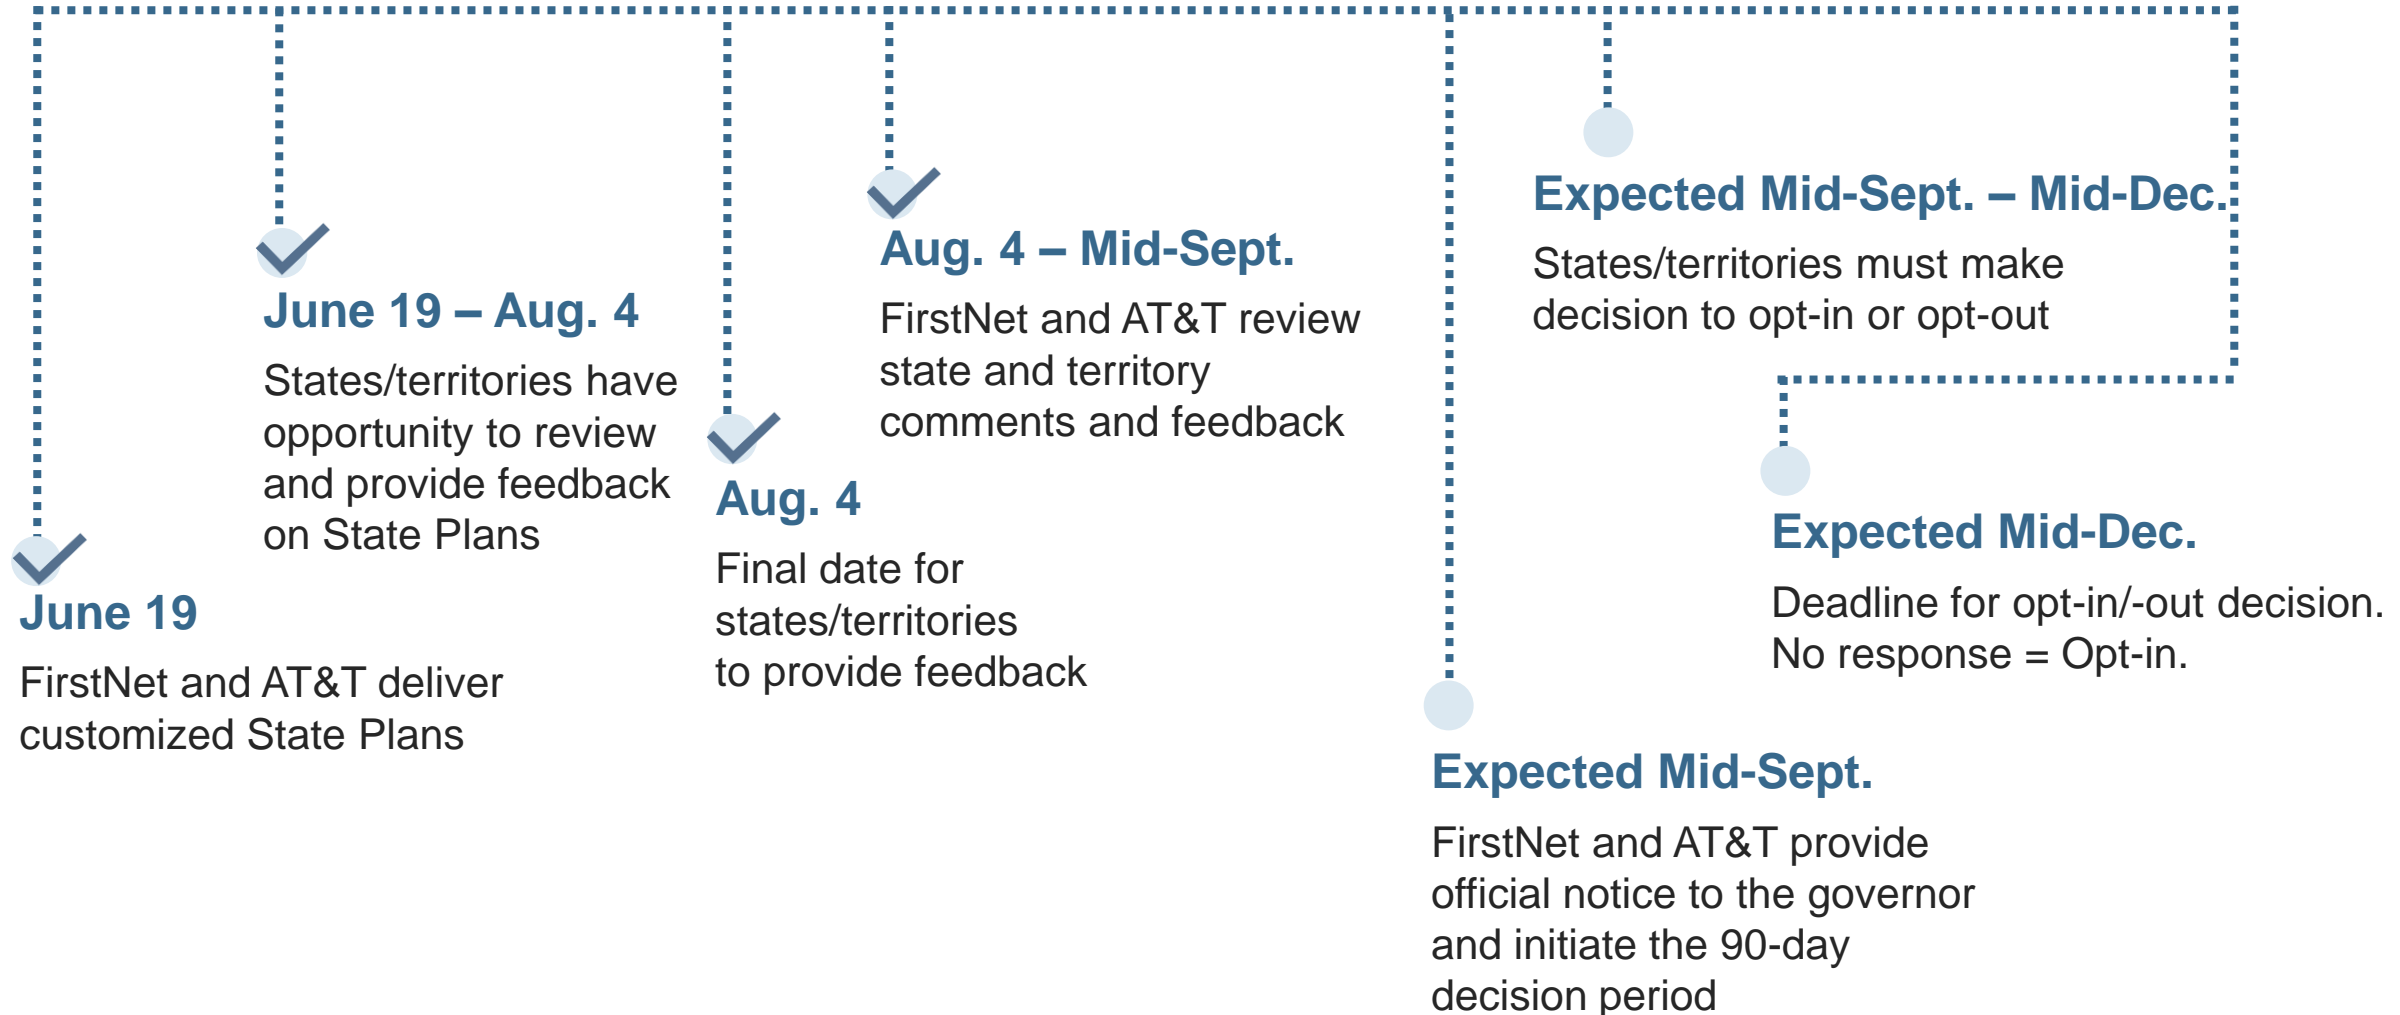 June 19
FirstNet and AT&T deliver
customized State Plans
June 19 – Aug. 4
States/territories have
opportunity to review
and provide feedback
on State Plans
Aug. 4
Final date for
states/territories
to provide feedback
Aug. 4 – Mid-Sept.
FirstNet and AT&T review
state and territory
comments and feedback
Expected Mid-Sept.
FirstNet and AT&T provide
official notice to the governor
and initiate the 90-day
decision period
Expected Mid-Sept. – Mid-Dec.
States/territories must make
decision to opt-in or opt-out
Expected Mid-Dec.
Deadline for opt-in/-out decision.
No response = Opt-in.